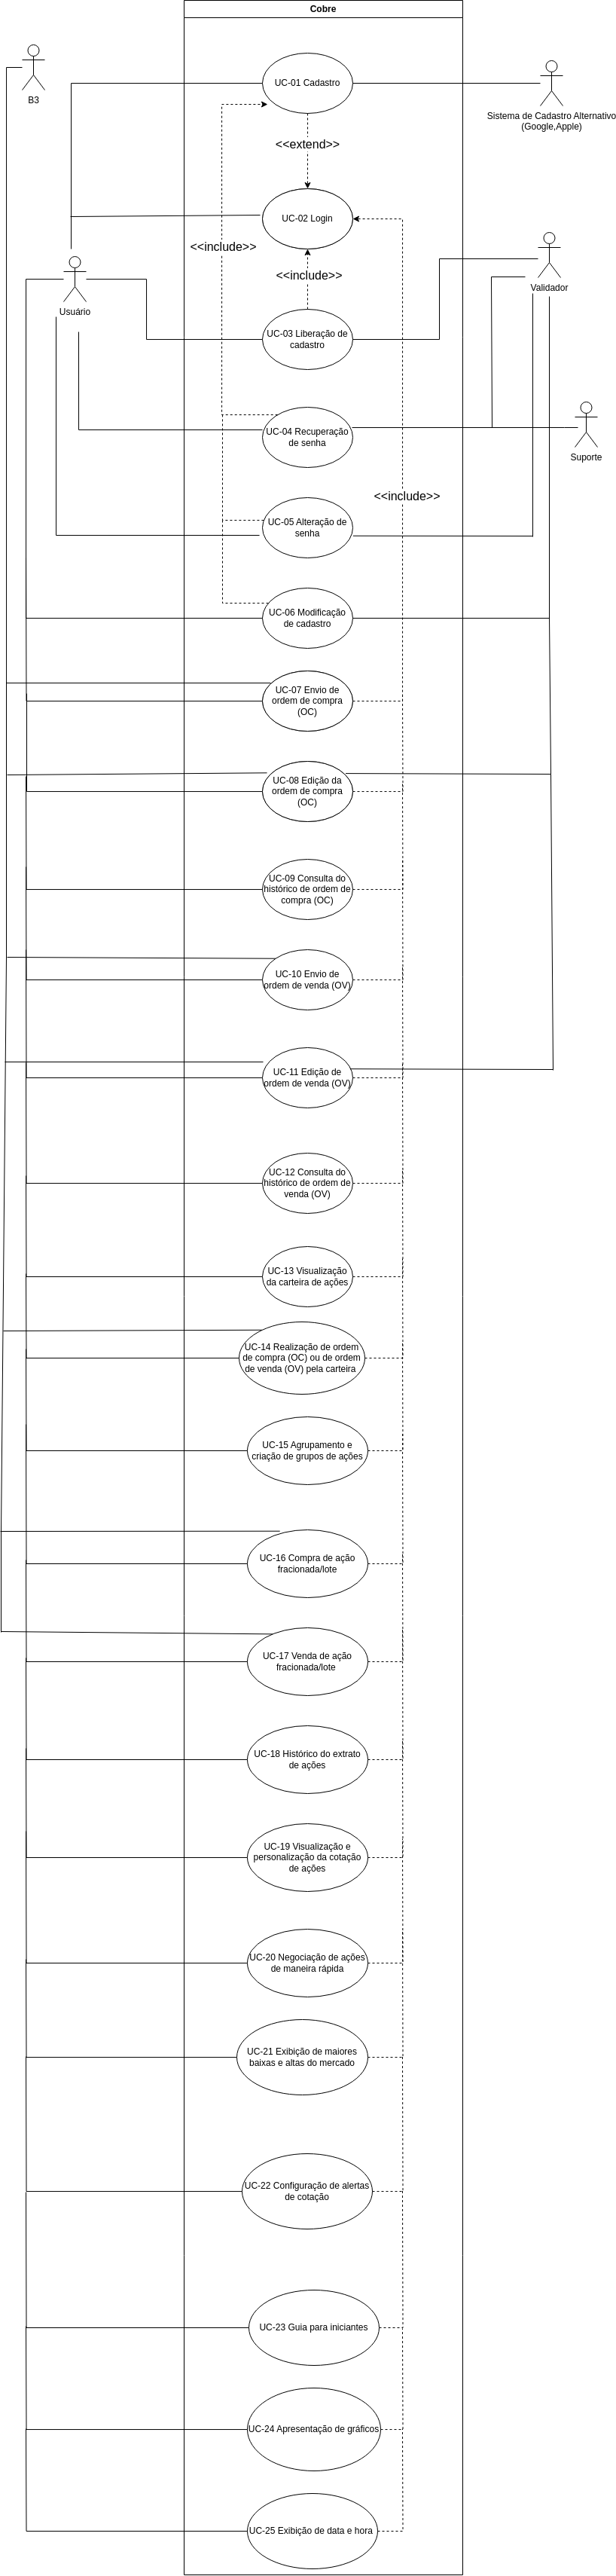 Cobre
B3
UC-01 Cadastro
Sistema de Cadastro Alternativo
(Google,Apple)
<<extend>>
UC-02 Login
<<include>>
<<include>>
Usuário
Validador
UC-03 Liberação de
cadastro
UC-04 Recuperação
de senha
Suporte
<<include>>
UC-05 Alteração de
senha
UC-06 Modificação
de cadastro
UC-07 Envio de
ordem de compra
(OC)
UC-08 Edição da
ordem de compra
(OC)
UC-09 Consulta do
histórico de ordem de
compra (OC)
UC-10 Envio de
ordem de venda (OV)
UC-11 Edição de
ordem de venda (OV)
UC-12 Consulta do
histórico de ordem de
venda (OV)
UC-13 Visualização
da carteira de ações
UC-14 Realização de ordem
de compra (OC) ou de ordem
de venda (OV) pela carteira
UC-15 Agrupamento e
criação de grupos de ações
UC-16 Compra de ação
fracionada/lote
UC-17 Venda de ação
fracionada/lote
UC-18 Histórico do extrato
de ações
UC-19 Visualização e
personalização da cotação
de ações
UC-20 Negociação de ações
de maneira rápida
UC-21 Exibição de maiores
baixas e altas do mercado
UC-22 Configuração de alertas
de cotação
UC-23 Guia para iniciantes
UC-24 Apresentação de gráficos
UC-25 Exibição de data e hora